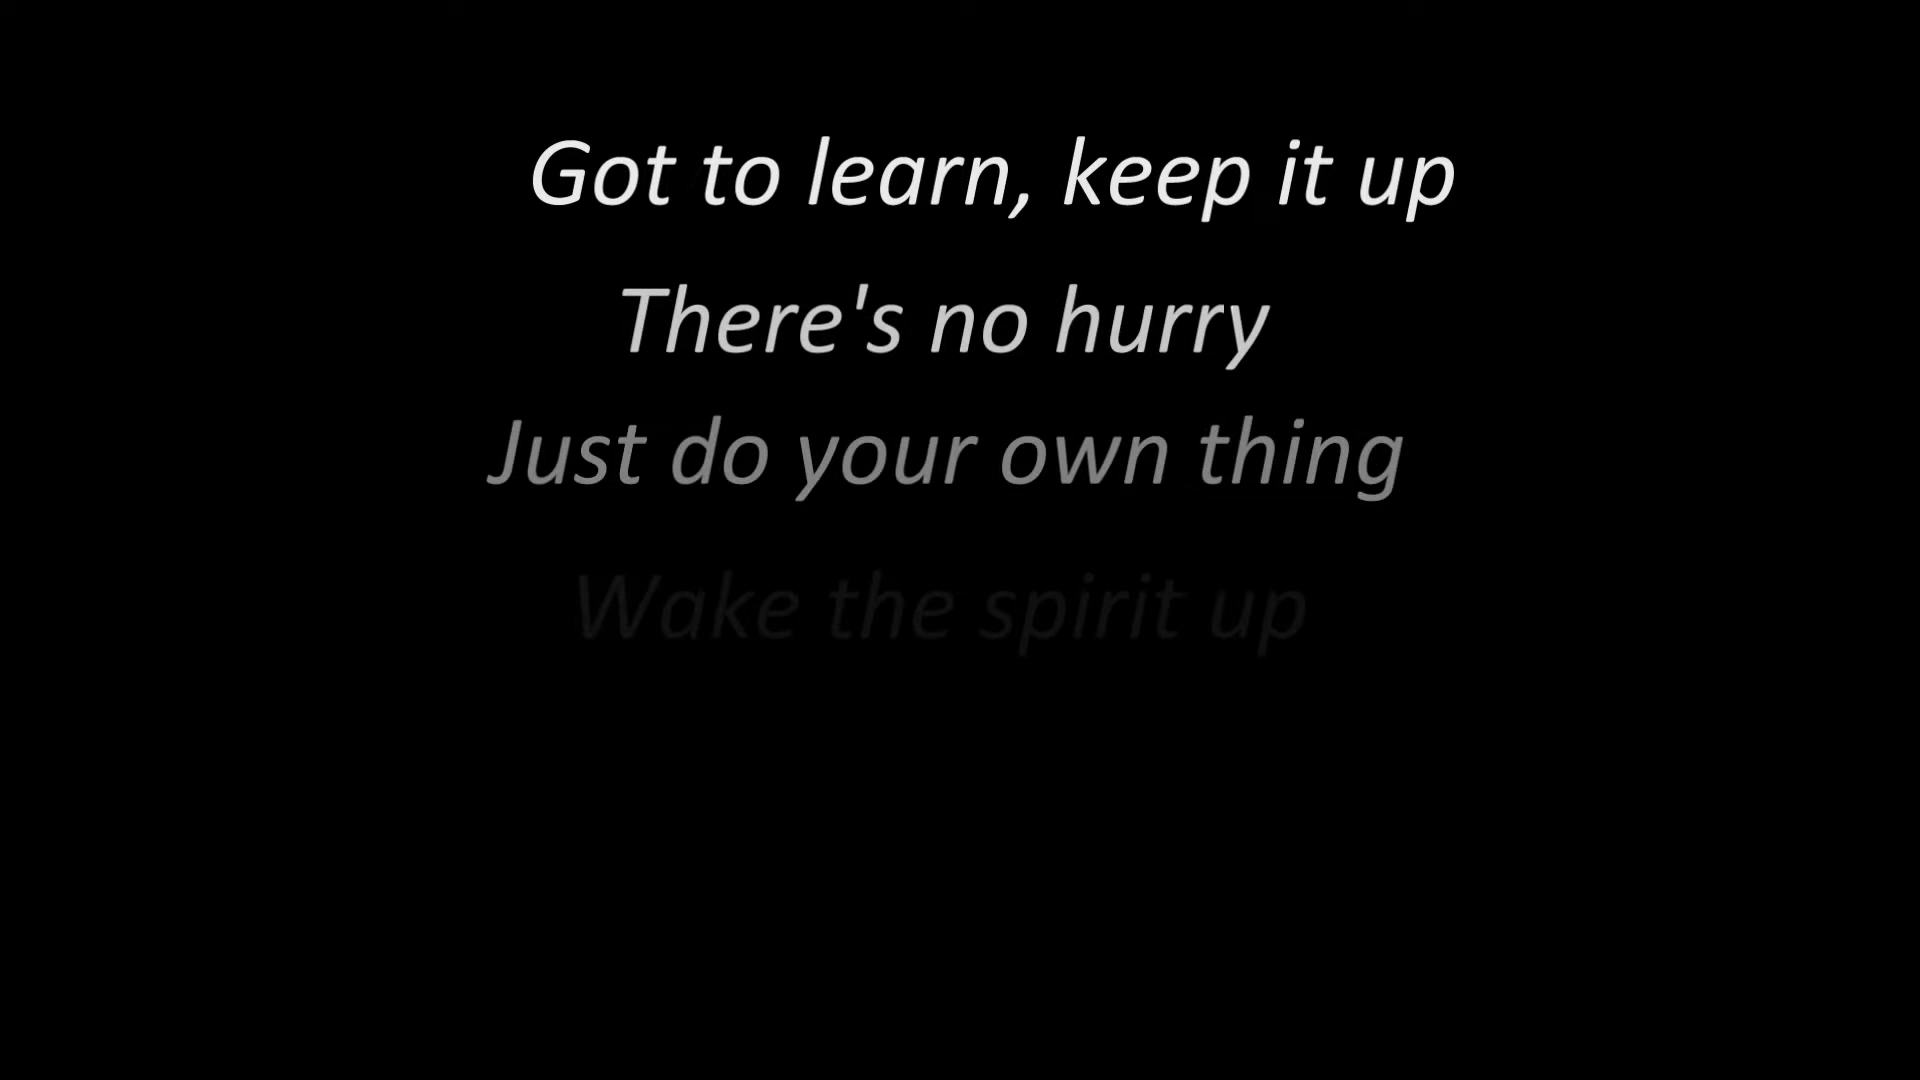 Got to learn, keep it up
There's no hurry
Just do your own thing
Wake the spirit up